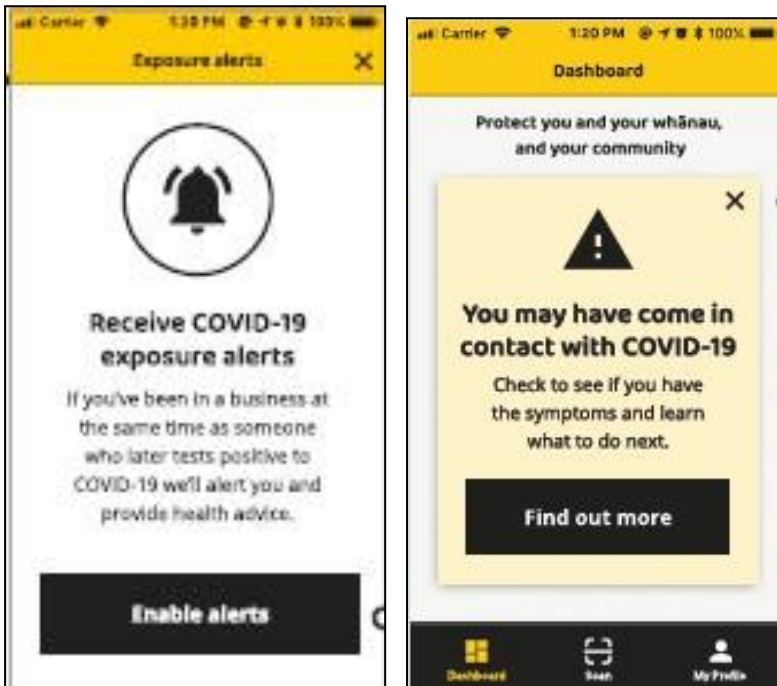 Carrier 1:20 PM 100%
Exposure alerts
Receive COVID-19
exposure alerts
If you've been in a business at
the same time as someone
who later tests positive to
COVID-19 we'll alert you and
provide health advice.
Enable alerts
Carrier 1:20 PM 100%
Dashboard
Protect you and your whānau,
and your community
You may have come in
contact with COVID-19
Check to see if you have
the symptoms and learn
what to do next.
Find out more
Dashboard Scan My Profile